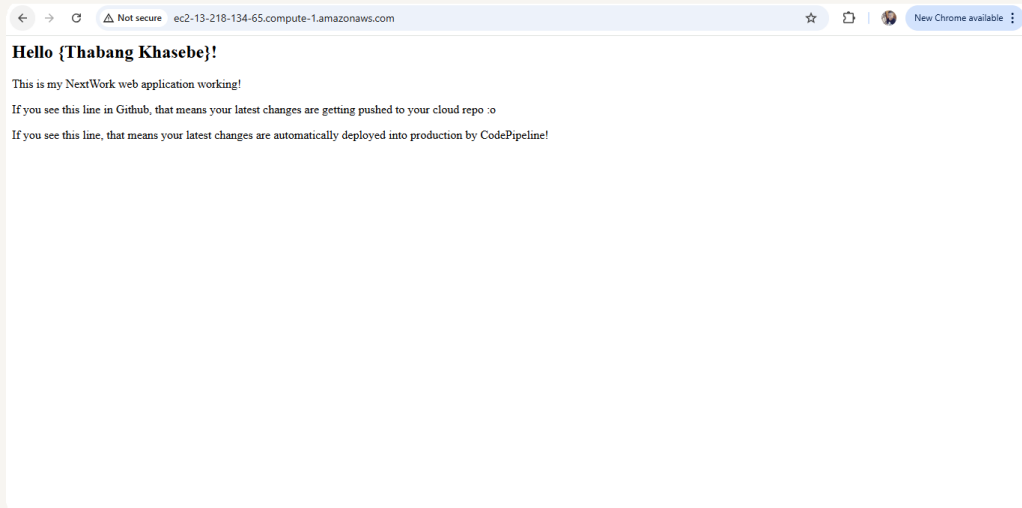 Not secure
ec2-13-218-134-65.compute-1.amazonaws.com
New Chrome available
Hello {Thabang Khasebe}!
This is my NextWork web application working!
If you see this line in Github, that means your latest changes are getting pushed to your cloud repo :o
If you see this line, that means your latest changes are automatically deployed into production by CodePipeline!